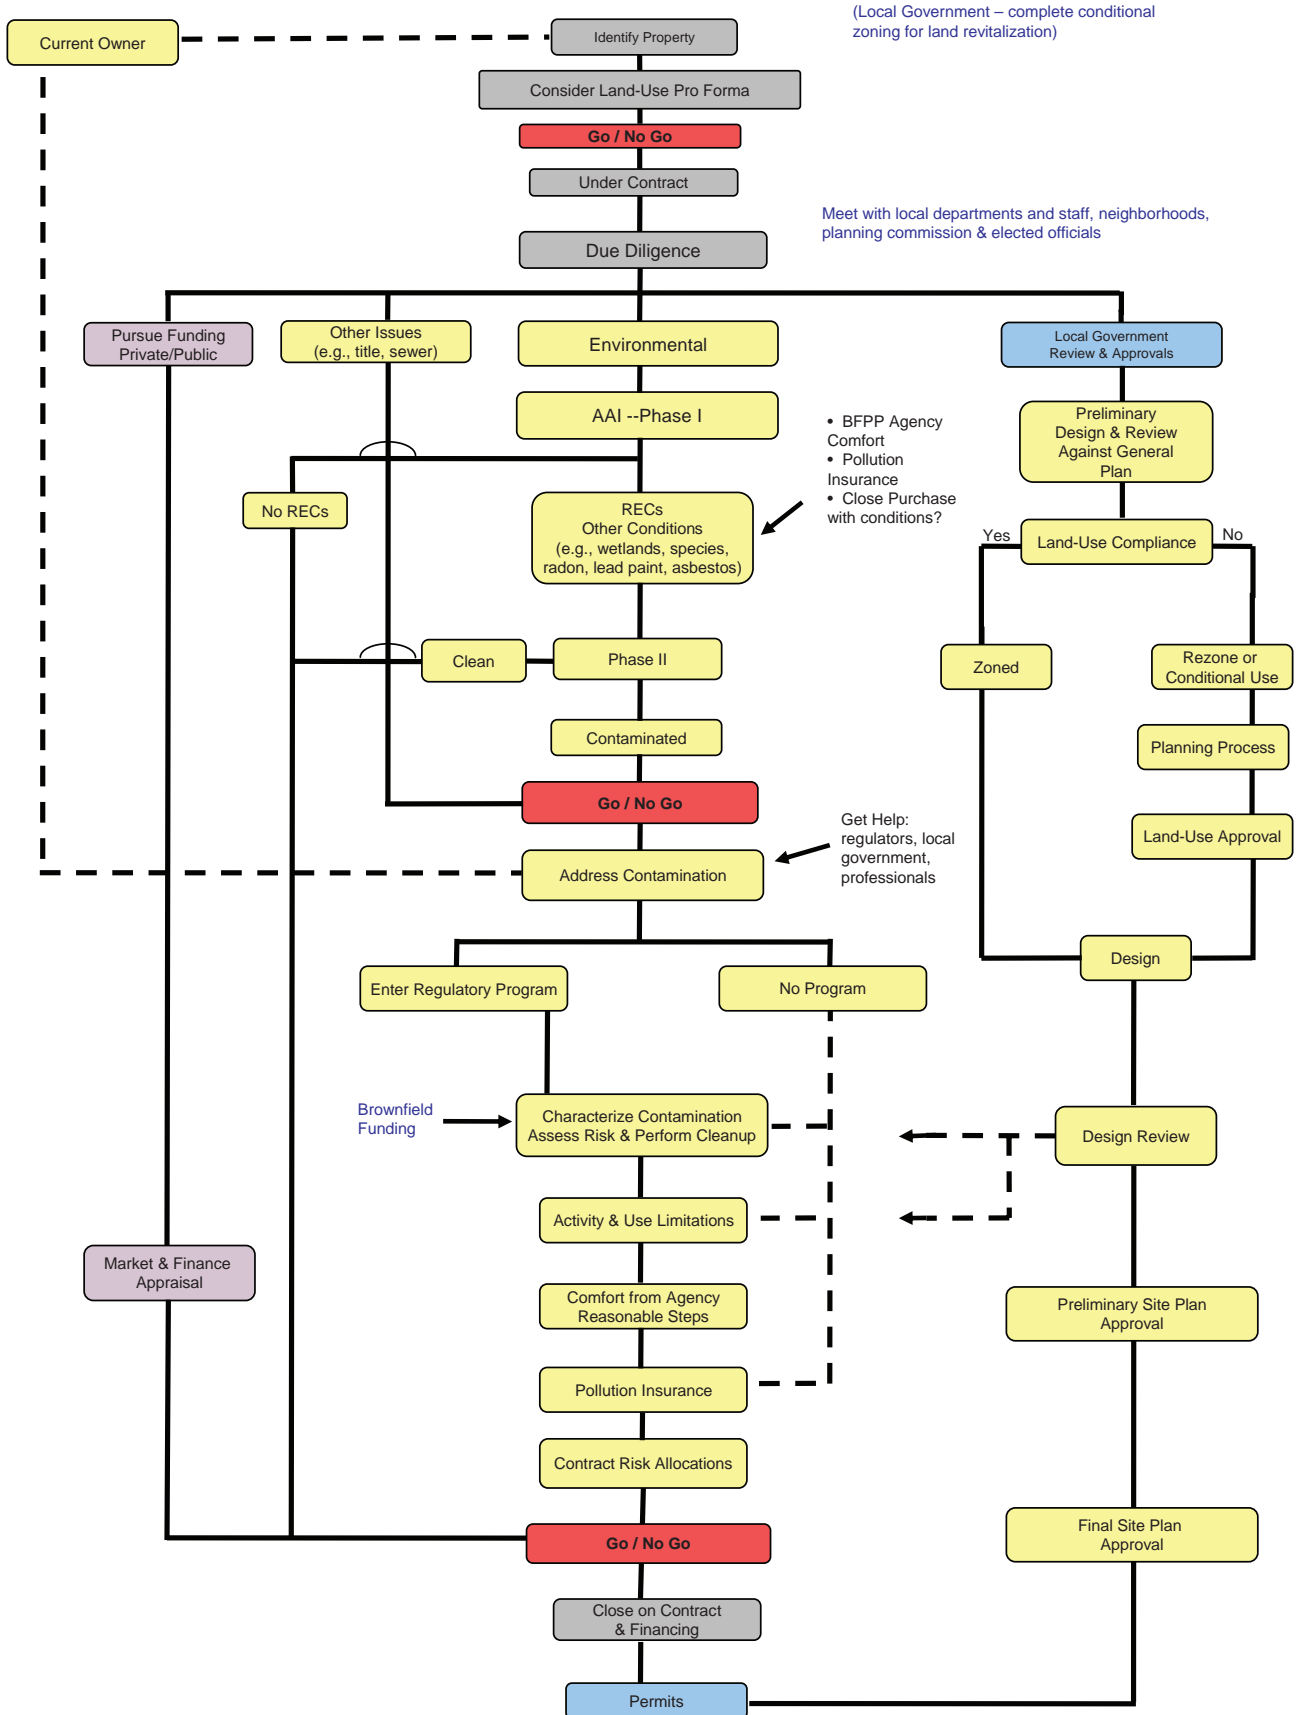 (Local Government – complete conditional
zoning for land revitalization)
Current Owner
Identify Property
Consider Land-Use Pro Forma
Go / No Go
Under Contract
Meet with local departments and staff, neighborhoods,
planning commission & elected officials
Due Diligence
Pursue Funding
Private/Public
Other Issues
(e.g., title, sewer)
Environmental
Local Government
Review & Approvals
AAI --Phase I
Preliminary
Design & Review
Against General
Plan
• BFPP Agency
Comfort
• Pollution
Insurance
• Close Purchase
with conditions?
No RECs
RECs
Other Conditions
(e.g., wetlands, species,
radon, lead paint, asbestos)
Yes
Land-Use Compliance
No
Clean
Phase II
Zoned
Rezone or
Conditional Use
Contaminated
Planning Process
Go / No Go
Get Help:
regulators, local
government,
professionals
Land-Use Approval
Address Contamination
Design
Enter Regulatory Program
No Program
Brownfield
Funding
Characterize Contamination
Assess Risk & Perform Cleanup
Design Review
Activity & Use Limitations
Market & Finance
Appraisal
Comfort from Agency
Reasonable Steps
Preliminary Site Plan
Approval
Pollution Insurance
Contract Risk Allocations
Go / No Go
Final Site Plan
Approval
Close on Contract
& Financing
Permits